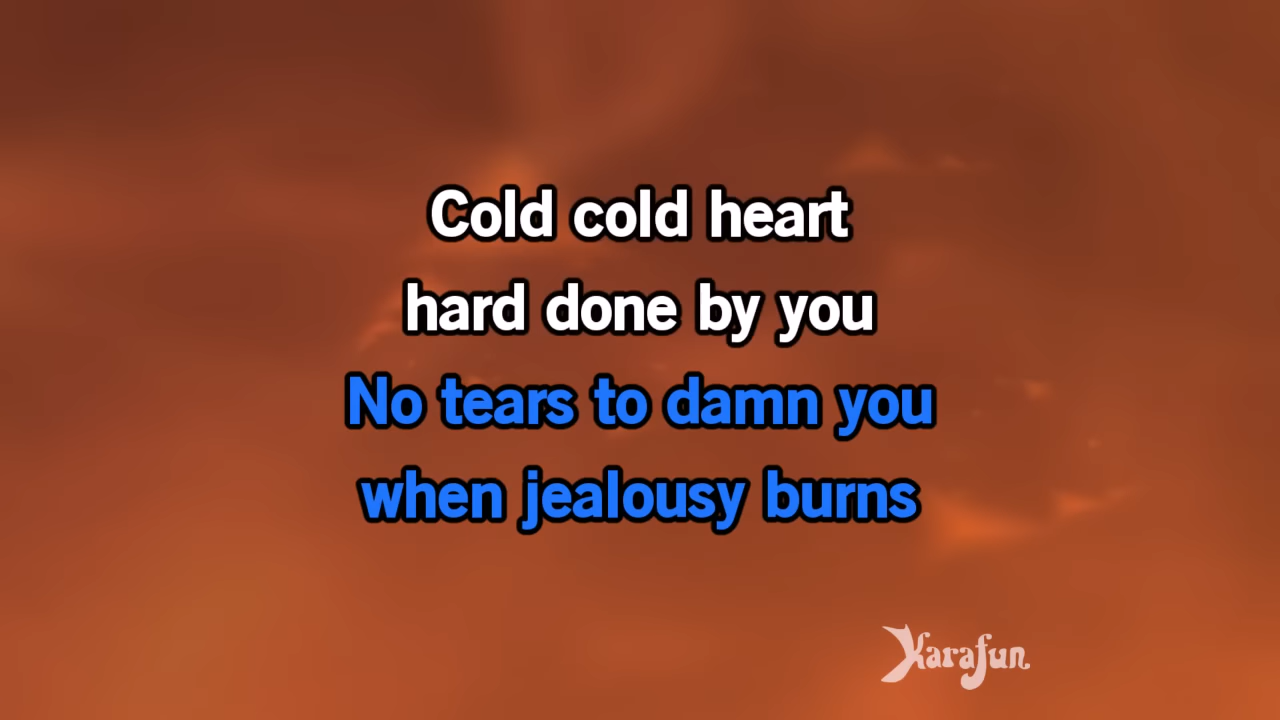 Cold cold heart
hard done by you
No tears to damn you
when jealousy burns
Karafun